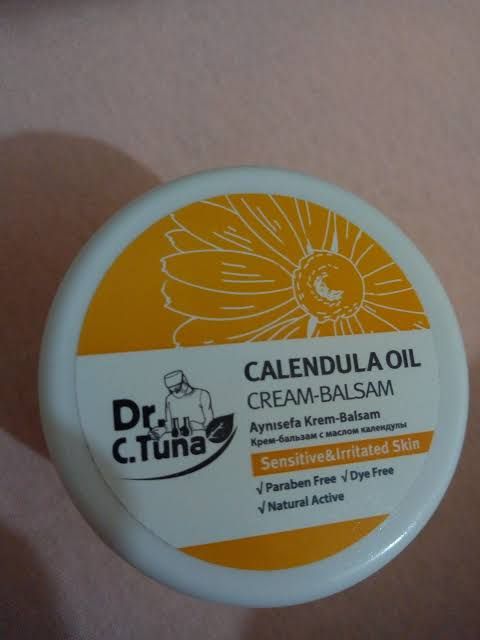 CALENDULA OIL
CREAM-BALSAM
Aynısefa Krem-Balsam
Крем-бальзам с маслом календулы
Sensitive&Irritated Skin
√ Paraben Free √ Dye Free
√ Natural Active
Dr.
C.Tuna